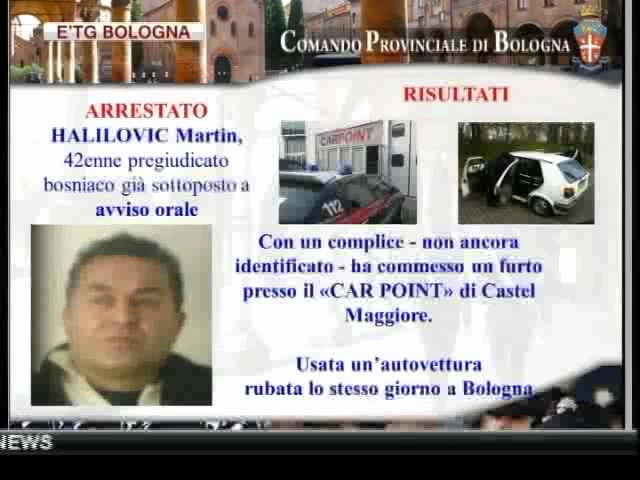 E'TG BOLOGNA
COMANDO PROVINCIALE DI BOLOGNA
ARRESTATO
HALILOVIC Martin,
42enne pregiudicato
bosniaco già sottoposto a
avviso orale
RISULTATI
CARPOINT
112
Con un complice - non ancora
identificato - ha commesso un furto
presso il «CAR POINT» di Castel
Maggiore.
Usata un'autovettura
rubata lo stesso giorno a Bologna
NEWS